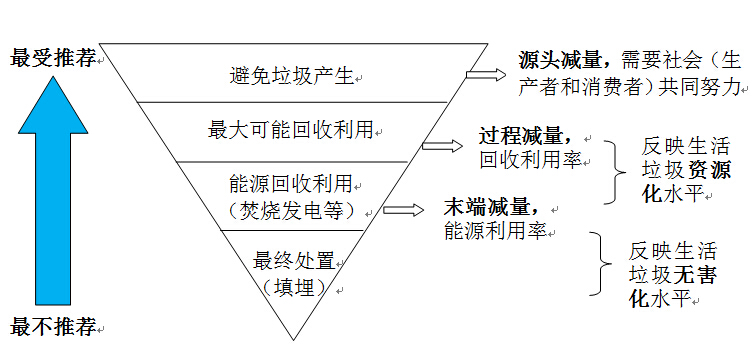 最受推荐
避免垃圾产生
源头减量，需要社会（生
产者和消费者）共同努力
最大可能回收利用
过程减量，
回收利用率
反映生活
垃圾资源
化水平
能源回收利用
（焚烧发电等）
末端减量，
能源利用率
最终处置
（填埋）
反映生活
垃圾无害
化水平
最不推荐